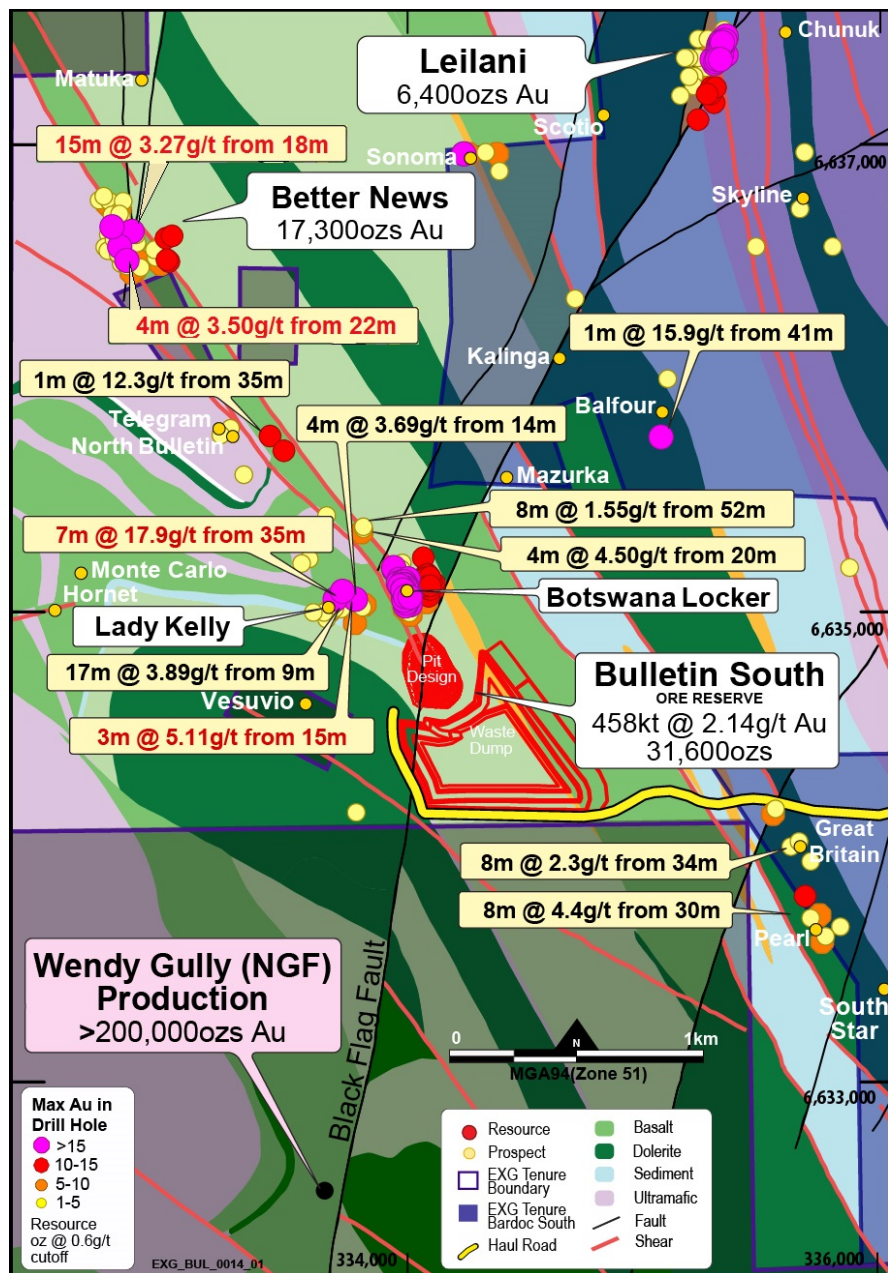 Chunuk
Leilani
6,400ozs Au
Matuka
Scotio
15m @ 3.27g/t from 18m
Sonoma
6,637,000
Better News
17,300ozs Au
Skyline
4m @ 3.50g/t from 22m
1m @ 15.9g/t from 41m
Kalinga
1m @ 12.3g/t from 35m
Balfour
Telegram
North Bulletin
4m @ 3.69g/t from 14m
Mazurka
8m @ 1.55g/t from 52m
7m @ 17.9g/t from 35m
4m @ 4.50g/t from 20m
Monte Carlo
Hornet
Botswana Locker
Lady Kelly
6,635,000
17m @ 3.89g/t from 9m
Pit
Design
Bulletin South
ORE RESERVE
458kt @ 2.14g/t Au
31,600ozs
Vesuvio
3m @ 5.11g/t from 15m
Waste
Dump
Great
Britain
8m @ 2.3g/t from 34m
8m @ 4.4g/t from 30m
Pearl
Wendy Gully (NGF)
Production
>200,000ozs Au
Black Flag Fault
South
Star
0
1km
N
MGA94(Zone 51)
6,633,000
Max Au in
Drill Hole
>15
10-15
5-10
1-5
Resource
oz @ 0.6g/t
cutoff
Resource
Prospect
EXG Tenure
Boundary
EXG Tenure
Bardoc South
Haul Road
Basalt
Dolerite
Sediment
Ultramafic
Fault
Shear
EXG_BUL_0014_01
334,000
336,000